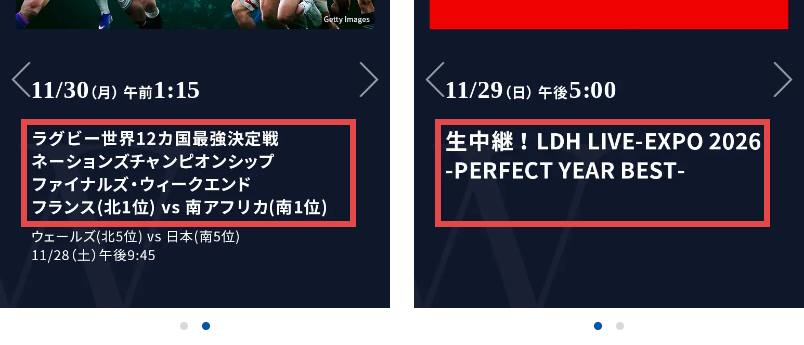 Getty Images
11/30(月) 午前1:15
ラグビー世界12カ国最強決定戦
ネーションズチャンピオンシップ
ファイナルズ・ウィークエンド
フランス(北1位) vs 南アフリカ(南1位)
ウェールズ(北5位) vs 日本(南5位)
11/28(土)午後9:45
11/29(日) 午後5:00
生中継！LDH LIVE-EXPO 2026
-PERFECT YEAR BEST-